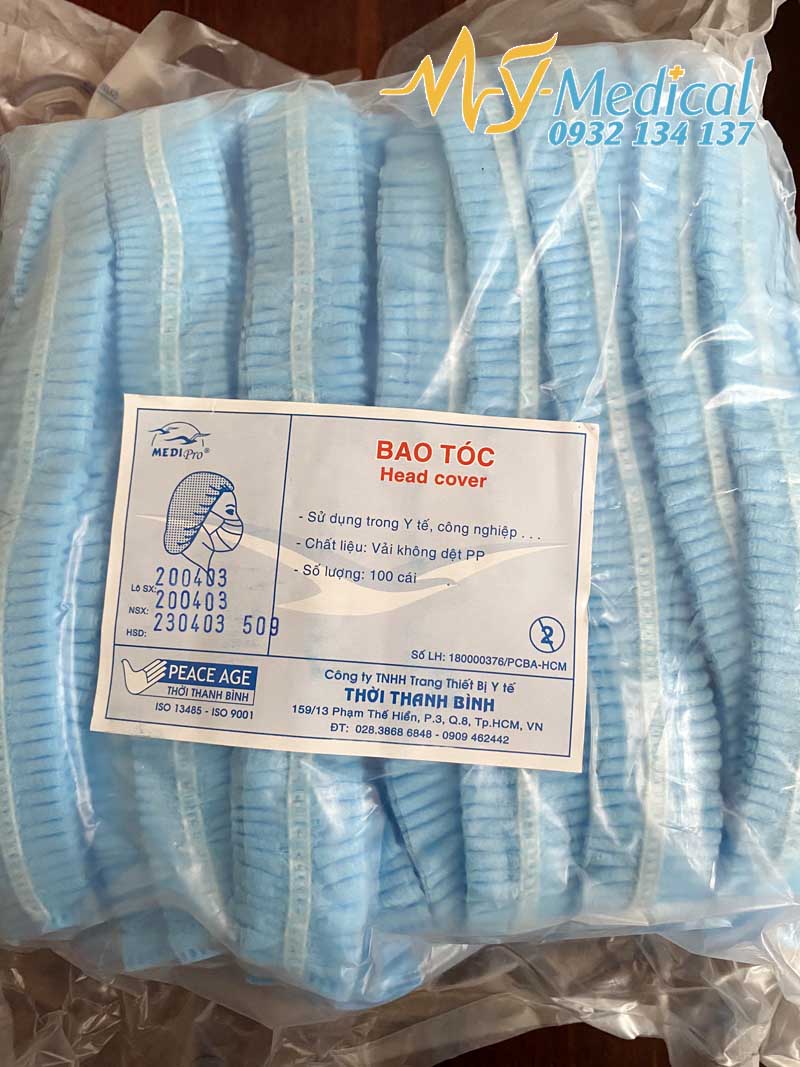 My Medical
0932 134 137
MEDIPro®
BAO TÓC
Head cover
- Sử dụng trong Y tế, công nghiệp . . .
- Chất liệu: Vải không dệt PP
- Số lượng: 100 cái
Lô SX: 200403
NSX: 200403
HSD: 230403 509
2
Số LH: 180000376/PCBA-HCM
PEACE AGE
THỜI THANH BÌNH
ISO 13485 - ISO 9001
Công ty TNHH Trang Thiết Bị Y tế
THỜI THANH BÌNH
159/13 Phạm Thế Hiển, P.3, Q.8, Tp.HCM, VN
ĐT: 028.3868 6848 - 0909 462442